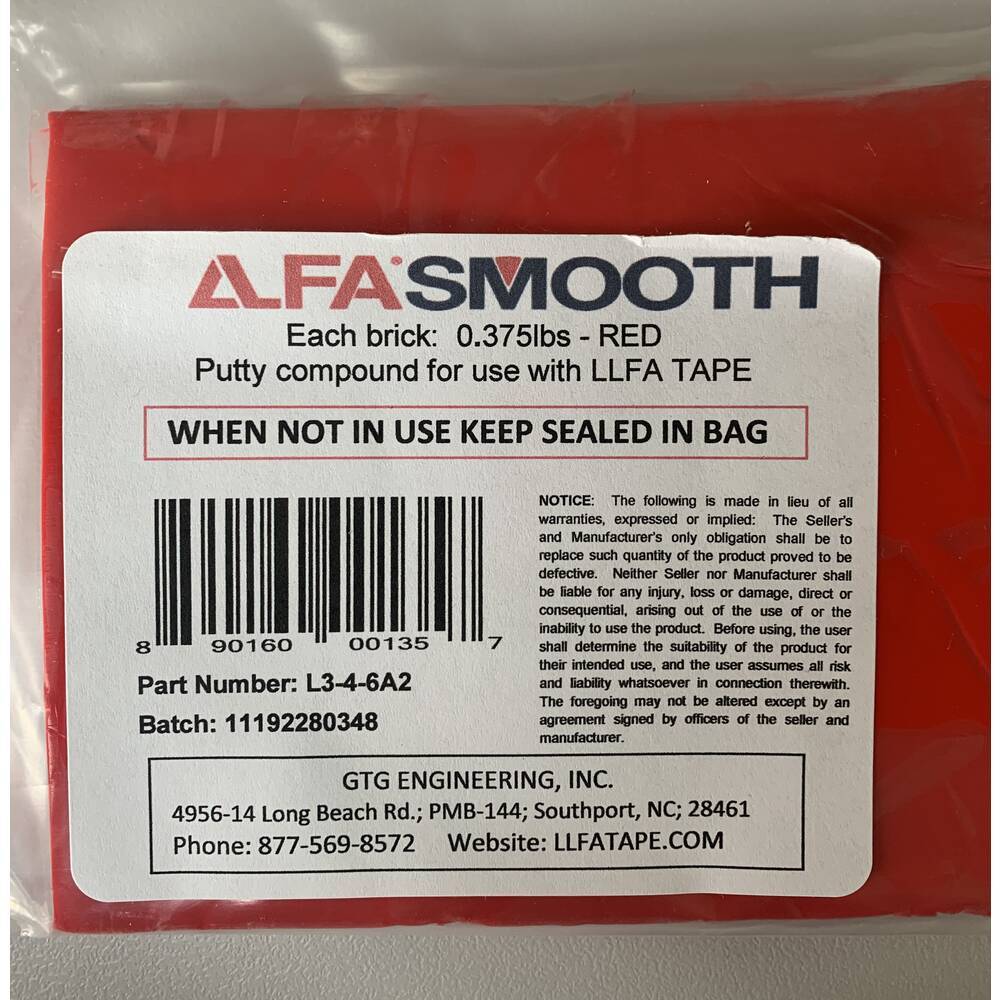 ALFA®SMOOTH
Each brick: 0.375lbs - RED
Putty compound for use with LLFA TAPE
WHEN NOT IN USE KEEP SEALED IN BAG
8 90160 00135 7
Part Number: L3-4-6A2
Batch: 11192280348
NOTICE: The following is made in lieu of all
warranties, expressed or implied: The Seller's
and Manufacturer's only obligation shall be to
replace such quantity of the product proved to be
defective. Neither Seller nor Manufacturer shall
be liable for any injury, loss or damage, direct or
consequential, arising out of the use of or the
inability to use the product. Before using, the user
shall determine the suitability of the product for
their intended use, and the user assumes all risk
and liability whatsoever in connection therewith.
The foregoing may not be altered except by an
agreement signed by officers of the seller and
manufacturer.
GTG ENGINEERING, INC.
4956-14 Long Beach Rd.; PMB-144; Southport, NC; 28461
Phone: 877-569-8572 Website: LLFATAPE.COM